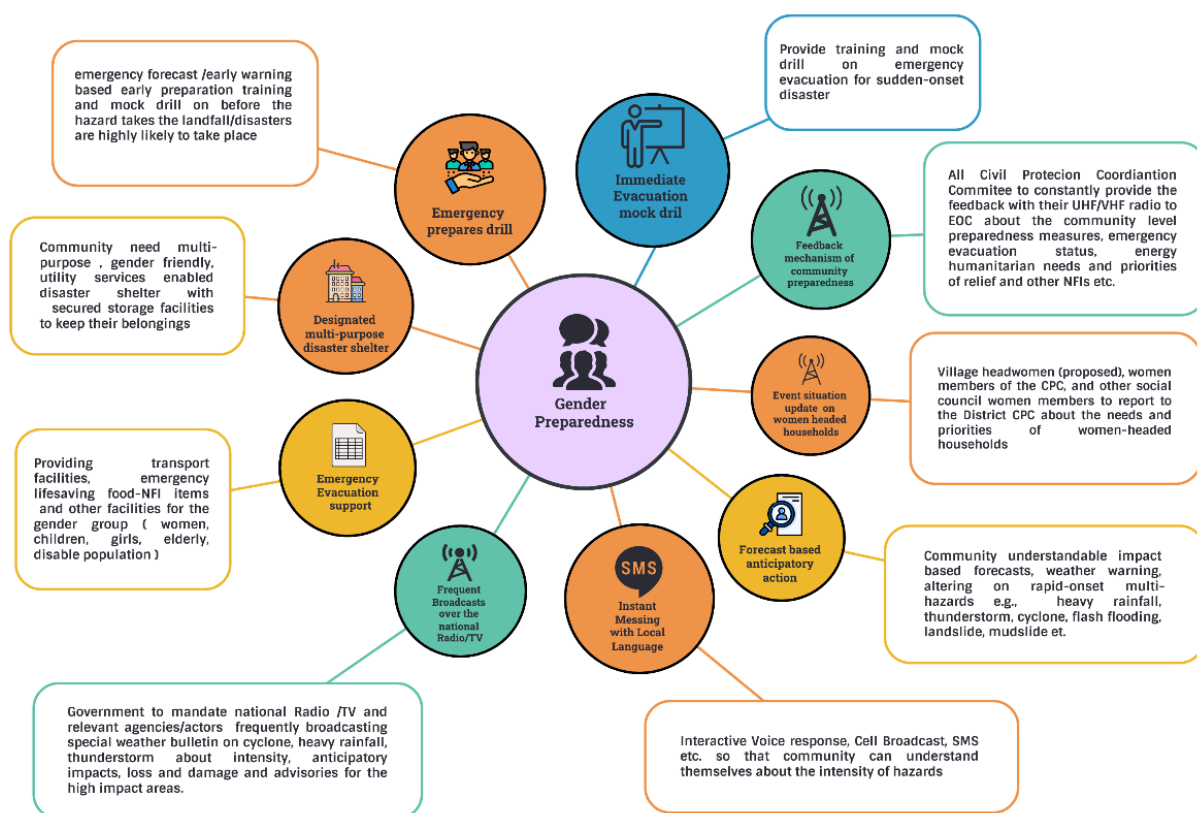 emergency forecast /early warning
based early preparation training
and mock drill on before the
hazard takes the landfall/disasters
are highly likely to take place
Provide training and mock
drill on emergency
evacuation for sudden-onset
disaster
Emergency
prepares drill
Immediate
Evacuation
mock dril
All Civil Protecion Coordiantion
Commitee to constantly provide the
feedback with their UHF/VHF radio to
EOC about the community level
preparedness measures, emergency
evacuation status, energy
humanitarian needs and priorities
of relief and other NFIs etc.
Feedback
mechanism of
community
preparedness
Community need multi-
purpose , gender friendly,
utility services enabled
disaster shelter with
secured storage facilities
to keep their belongings
Designated
multi-purpose
disaster shelter
Gender
Preparedness
Event situation
update on
women headed
households
Village headwomen (proposed), women
members of the CPC, and other social
council women members to report to
the District CPC about the needs and
priorities of women-headed
households
Providing transport
facilities, emergency
lifesaving food-NFI items
and other facilities for the
gender group ( women,
children, girls, elderly,
disable population )
Emergency
Evacuation
support
Forecast based
anticipatory
action
Community understandable impact
based forecasts, weather warning,
altering on rapid-onset multi-
hazards e.g., heavy rainfall,
thunderstorm, cyclone, flash flooding,
landslide, mudslide et.
Frequent
Broadcasts
over the
national
Radio/TV
SMS
Instant
Messing
with Local
Language
Government to mandate national Radio /TV and
relevant agencies/actors frequently broadcasting
special weather bulletin on cyclone, heavy rainfall,
thunderstorm about intensity, anticipatory
impacts, loss and damage and advisories for the
high impact areas.
Interactive Voice response, Cell Broadcast, SMS
etc. so that community can understand
themselves about the intensity of hazards